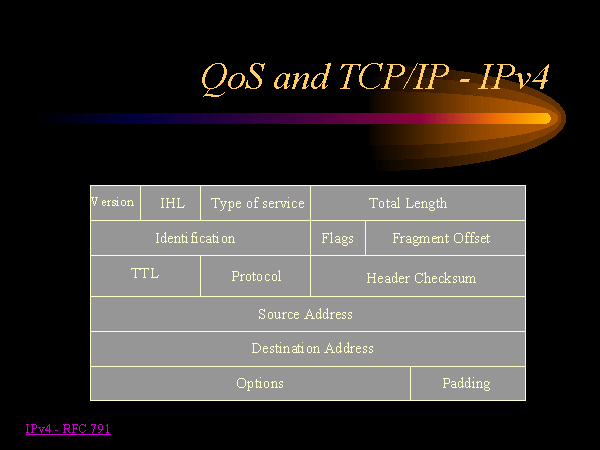 QoS and TCP/IP - IPv4
Version IHL Type of service Total Length
Identification Flags Fragment Offset
TTL Protocol Header Checksum
Source Address
Destination Address
Options Padding
IPv4 - RFC 791